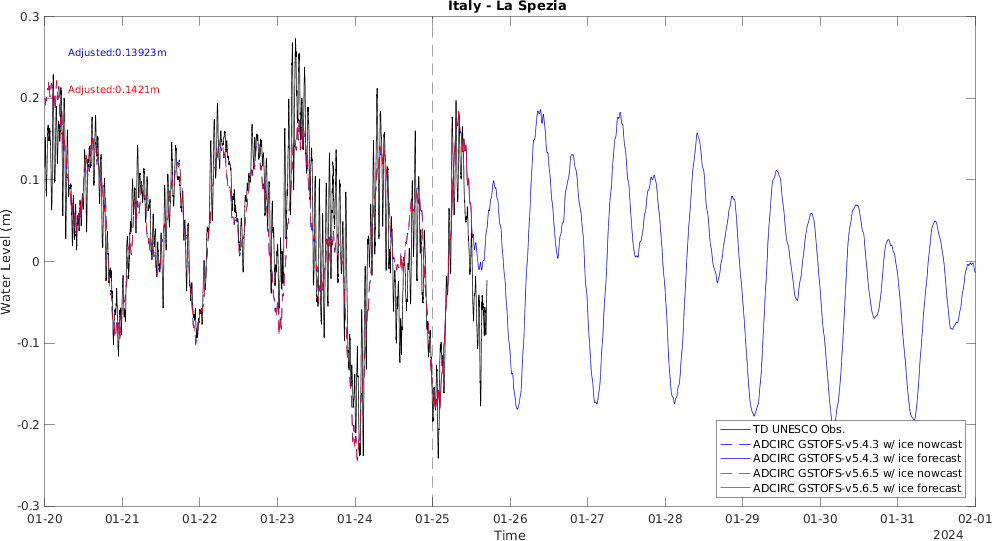 Italy - La Spezia
Adjusted:0.13923m
Adjusted:0.1421m
Water Level (m)
0.3
0.2
0.1
0
-0.1
-0.2
-0.3
TD UNESCO Obs.
ADCIRC GSTOFS-v5.4.3 w/ ice nowcast
ADCIRC GSTOFS-v5.4.3 w/ ice forecast
ADCIRC GSTOFS-v5.6.5 w/ ice nowcast
ADCIRC GSTOFS-v5.6.5 w/ ice forecast
01-20 01-21 01-22 01-23 01-24 01-25 01-26 01-27 01-28 01-29 01-30 01-31 02-01
Time
2024